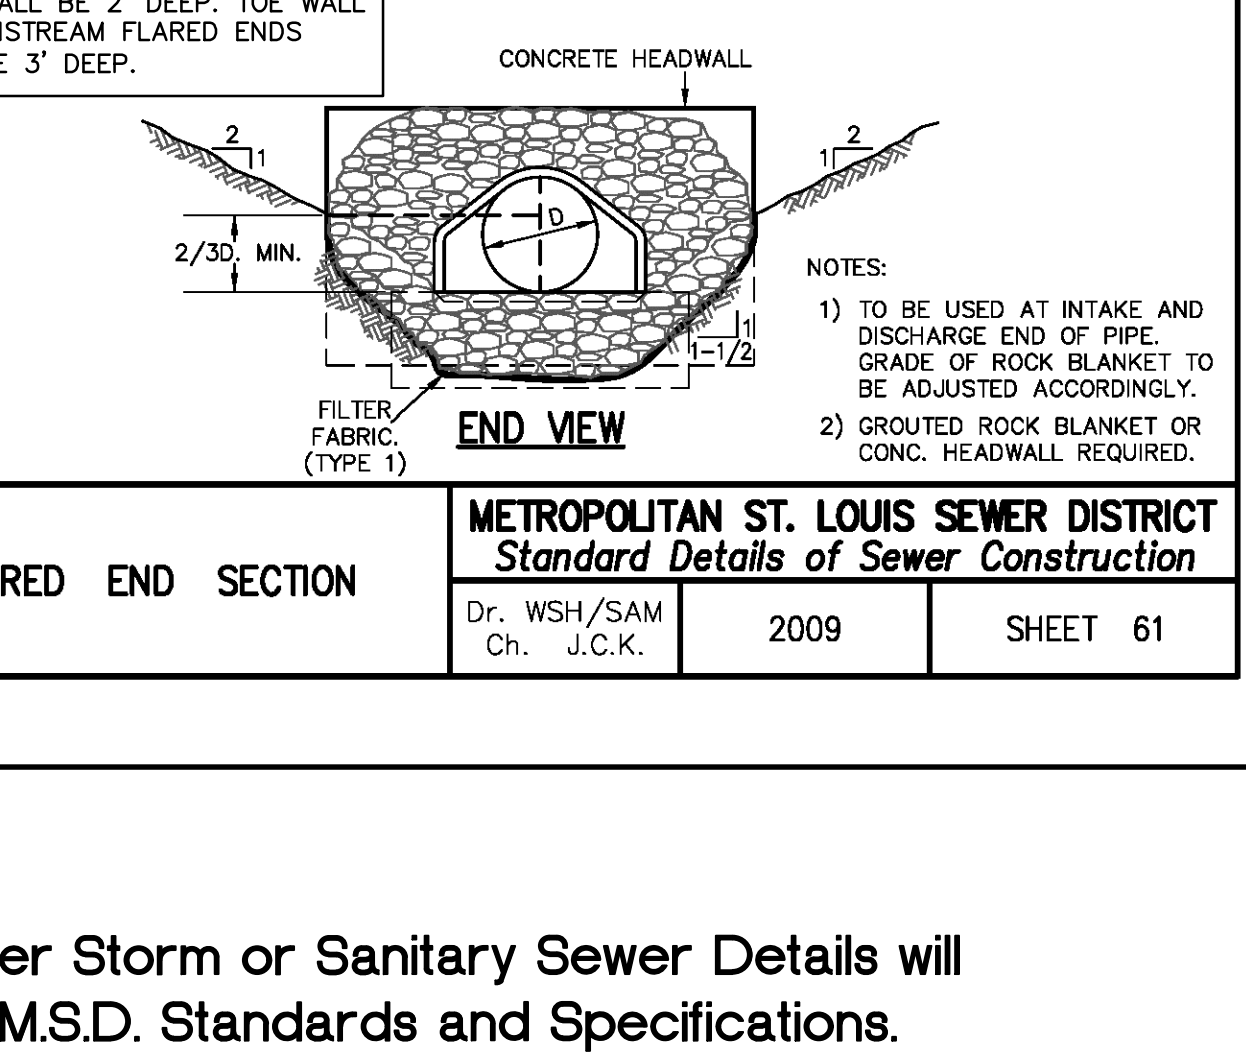 ALL BE 2' DEEP. TOE WALL
STREAM FLARED ENDS
3' DEEP.
CONCRETE HEADWALL
2
1
2
1
D
2/3D. MIN.
1
1-1/2
FILTER
FABRIC.
(TYPE 1)
END VIEW
NOTES:
1) TO BE USED AT INTAKE AND
DISCHARGE END OF PIPE.
GRADE OF ROCK BLANKET TO
BE ADJUSTED ACCORDINGLY.
2) GROUTED ROCK BLANKET OR
CONC. HEADWALL REQUIRED.
RED END SECTION
METROPOLITAN ST. LOUIS SEWER DISTRICT
Standard Details of Sewer Construction
Dr. WSH/SAM
Ch. J.C.K.
2009
SHEET 61
er Storm or Sanitary Sewer Details will
M.S.D. Standards and Specifications.